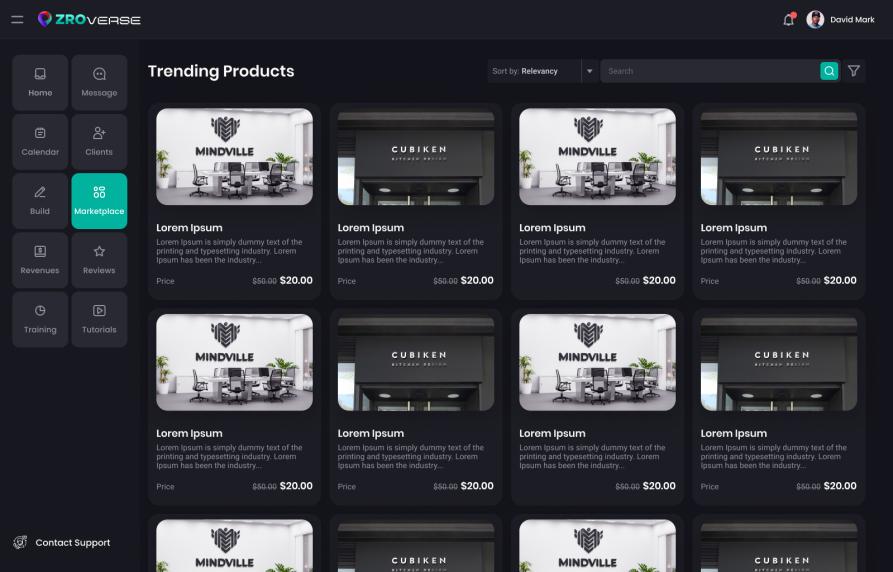 ZROVERSE
David Mark
Home
Message
Calendar
Clients
Build
Marketplace
Revenues
Reviews
Training
Tutorials
Contact Support
Trending Products
Sort by: Relevancy
Search
MINDVILLE
Lorem Ipsum
Lorem Ipsum is simply dummy text of the
printing and typesetting industry. Lorem
Ipsum has been the industry...
Price $50.00 $20.00
CUBIKEN
KITCHEN DESIGN
Lorem Ipsum
Lorem Ipsum is simply dummy text of the
printing and typesetting industry. Lorem
Ipsum has been the industry...
Price $50.00 $20.00
MINDVILLE
Lorem Ipsum
Lorem Ipsum is simply dummy text of the
printing and typesetting industry. Lorem
Ipsum has been the industry...
$50.00 $20.00
CUBIKEN
KITCHEN DESIGN
Lorem Ipsum
Lorem Ipsum is simply dummy text of the
printing and typesetting industry. Lorem
Ipsum has been the industry...
Price $50.00 $20.00
MINDVILLE
Lorem Ipsum
Lorem Ipsum is simply dummy text of the
printing and typesetting industry. Lorem
Ipsum has been the industry...
Price $50.00 $20.00
CUBIKEN
KITCHEN DESIGN
Lorem Ipsum
Lorem Ipsum is simply dummy text of the
printing and typesetting industry. Lorem
Ipsum has been the industry...
Price $50.00 $20.00
MINDVILLE
Lorem Ipsum
Lorem Ipsum is simply dummy text of the
printing and typesetting industry. Lorem
Ipsum has been the industry...
$50.00 $20.00
CUBIKEN
KITCHEN DESIGN
Lorem Ipsum
Lorem Ipsum is simply dummy text of the
printing and typesetting industry. Lorem
Ipsum has been the industry...
Price $50.00 $20.00
MINDVILLE
CUBIKEN
MINDVILLE
CUBIKEN